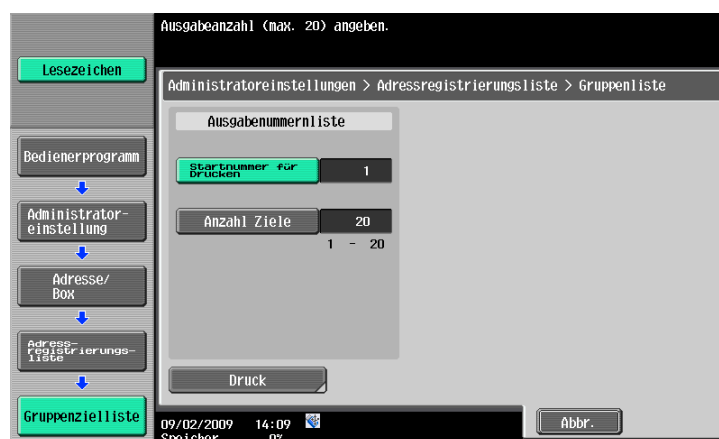 Ausgabeanzahl (max. 20) angeben.
Lesezeichen
Administratoreinstellungen > Adressregistrierungsliste > Gruppenliste
Ausgabenummernliste
Bedienerprogramm
Startnummer für
Drucken
1
Administrator-
einstellung
Anzahl Ziele
20
1 - 20
Adresse/
Box
Adress-
registrierungs-
liste
Druck
Gruppenzielliste
09/02/2009 14:09
Speicher 0%
Abbr.